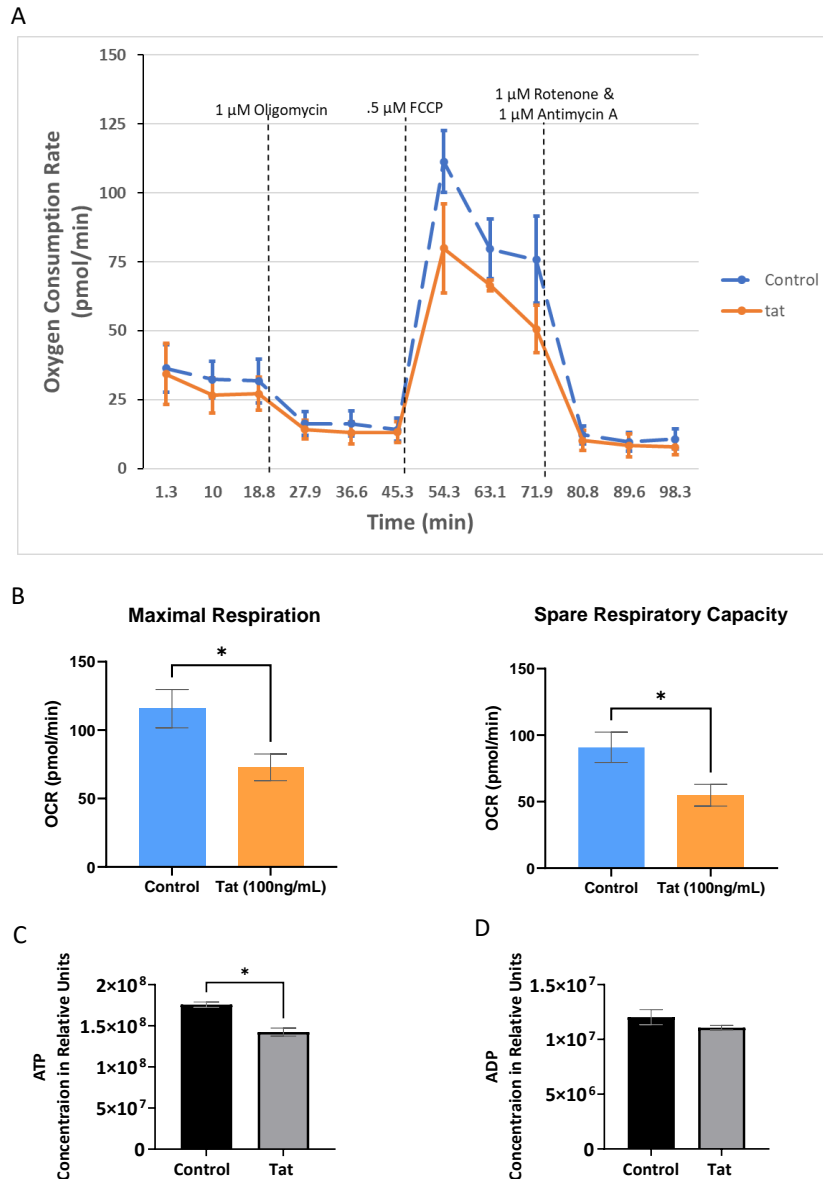 A
150
125
100
75
50
25
0
1 µM Oligomycin
.5 µM FCCP
1 µM Rotenone &
1 µM Antimycin A
Oxygen Consumption Rate
(pmol/min)
Control
tat
1.3 10 18.8 27.9 36.6 45.3 54.3 63.1 71.9 80.8 89.6 98.3
Time (min)
B
Maximal Respiration
150
100
50
0
OCR (pmol/min)
*
Control Tat (100ng/mL)
Spare Respiratory Capacity
150
100
50
0
OCR (pmol/min)
*
Control Tat (100ng/mL)
C
2×10⁸
1.5×10⁸
1×10⁸
5×10⁷
0
ATP
Concentraion in Relative Units
*
Control Tat
D
1.5×10⁷
1×10⁷
5×10⁶
0
ADP
Concentraion in Relative Units
Control Tat